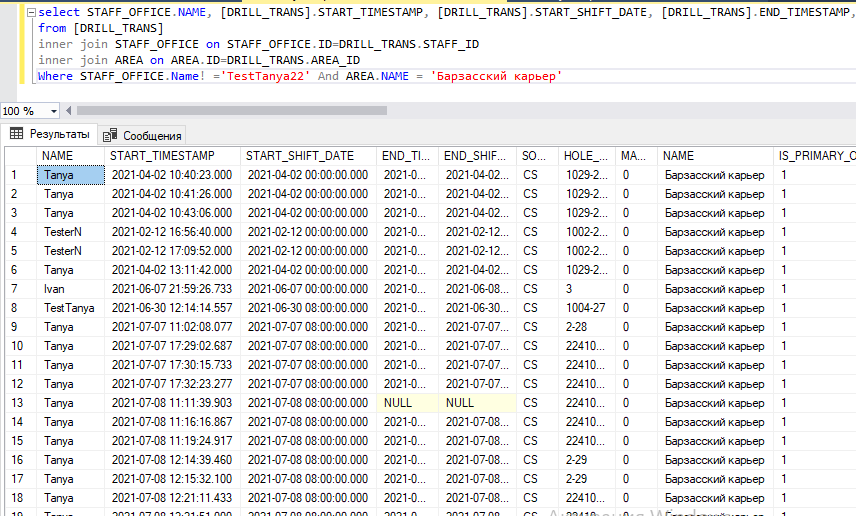 select STAFF_OFFICE.NAME, [DRILL_TRANS].START_TIMESTAMP, [DRILL_TRANS].START_SHIFT_DATE, [DRILL_TRANS].END_TIMESTAMP,
from [DRILL_TRANS]
inner join STAFF_OFFICE on STAFF_OFFICE.ID=DRILL_TRANS.STAFF_ID
inner join AREA on AREA.ID=DRILL_TRANS.AREA_ID
Where STAFF_OFFICE.Name! ='TestTanya22' And AREA.NAME = 'Барзасский карьер'
100 %
Результаты Сообщения
NAME START_TIMESTAMP START_SHIFT_DATE END_TI... END_SHIF... SO... HOLE_... MA... NAME IS_PRIMARY_O
1 Tanya 2021-04-02 10:40:23.000 2021-04-02 00:00:00.000 2021-0... 2021-04-02... CS 1029-2... 0 Барзасский карьер 1
2 Tanya 2021-04-02 10:41:26.000 2021-04-02 00:00:00.000 2021-0... 2021-04-02... CS 1029-2... 0 Барзасский карьер 1
3 Tanya 2021-04-02 10:43:06.000 2021-04-02 00:00:00.000 2021-0... 2021-04-02... CS 1029-2... 0 Барзасский карьер 1
4 TesterN 2021-02-12 16:56:40.000 2021-02-12 00:00:00.000 2021-0... 2021-02-12... CS 1002-2... 0 Барзасский карьер 1
5 TesterN 2021-02-12 17:09:52.000 2021-02-12 00:00:00.000 2021-0... 2021-02-12... CS 1002-2... 0 Барзасский карьер 1
6 Tanya 2021-04-02 13:11:42.000 2021-04-02 00:00:00.000 2021-0... 2021-04-02... CS 1029-2... 0 Барзасский карьер 1
7 Ivan 2021-06-07 21:59:26.733 2021-06-07 08:00:00.000 2021-0... 2021-06-08... CS 3 0 Барзасский карьер 1
8 TestTanya 2021-06-30 12:14:14.557 2021-06-30 08:00:00.000 2021-0... 2021-06-30... CS 1004-27 0 Барзасский карьер 1
9 Tanya 2021-07-07 11:02:08.077 2021-07-07 08:00:00.000 2021-0... 2021-07-07... CS 2-28 0 Барзасский карьер 1
10 Tanya 2021-07-07 17:29:02.687 2021-07-07 08:00:00.000 2021-0... 2021-07-07... CS 22410... 0 Барзасский карьер 1
11 Tanya 2021-07-07 17:30:15.733 2021-07-07 08:00:00.000 2021-0... 2021-07-07... CS 22410... 0 Барзасский карьер 1
12 Tanya 2021-07-07 17:32:23.277 2021-07-07 08:00:00.000 2021-0... 2021-07-07... CS 22410... 0 Барзасский карьер 1
13 Tanya 2021-07-08 11:11:39.903 2021-07-08 08:00:00.000 NULL NULL CS 22410... 0 Барзасский карьер 1
14 Tanya 2021-07-08 11:16:16.867 2021-07-08 08:00:00.000 2021-0... 2021-07-08... CS 22410... 0 Барзасский карьер 1
15 Tanya 2021-07-08 11:19:24.917 2021-07-08 08:00:00.000 2021-0... 2021-07-08... CS 22410... 0 Барзасский карьер 1
16 Tanya 2021-07-08 12:14:39.460 2021-07-08 08:00:00.000 2021-0... 2021-07-08... CS 2-29 0 Барзасский карьер 1
17 Tanya 2021-07-08 12:15:32.100 2021-07-08 08:00:00.000 2021-0... 2021-07-08... CS 2-29 0 Барзасский карьер 1
18 Tanya 2021-07-08 12:21:11.433 2021-07-08 08:00:00.000 2021-0... 2021-07-08... CS 22410... 0 Барзасский карьер 1